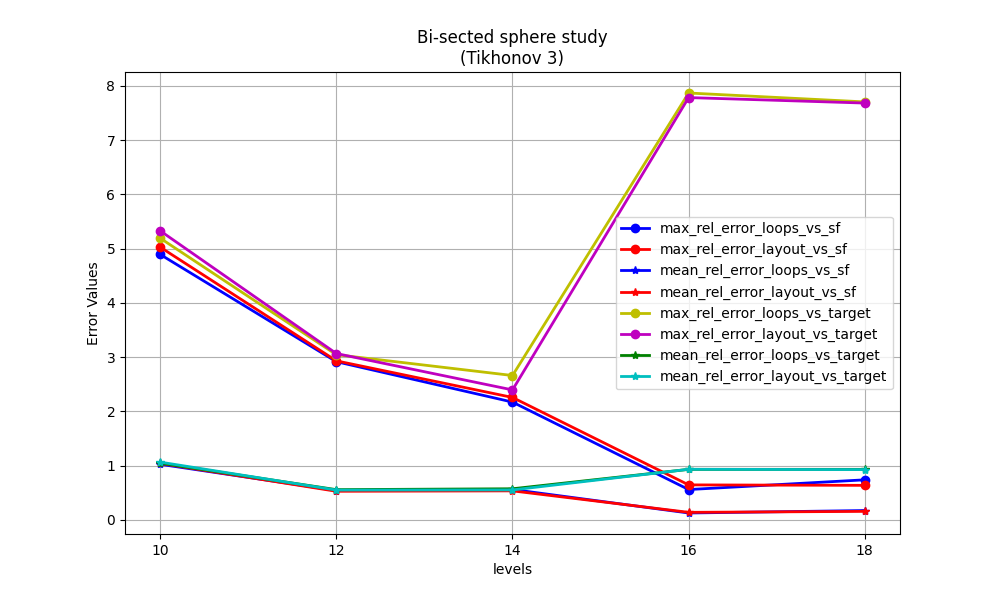 Bi-sected sphere study
(Tikhonov 3)
Error Values
8
7
6
5
4
3
2
1
0
max_rel_error_loops_vs_sf
max_rel_error_layout_vs_sf
mean_rel_error_loops_vs_sf
mean_rel_error_layout_vs_sf
max_rel_error_loops_vs_target
max_rel_error_layout_vs_target
mean_rel_error_loops_vs_target
mean_rel_error_layout_vs_target
10 12 14 16 18
levels